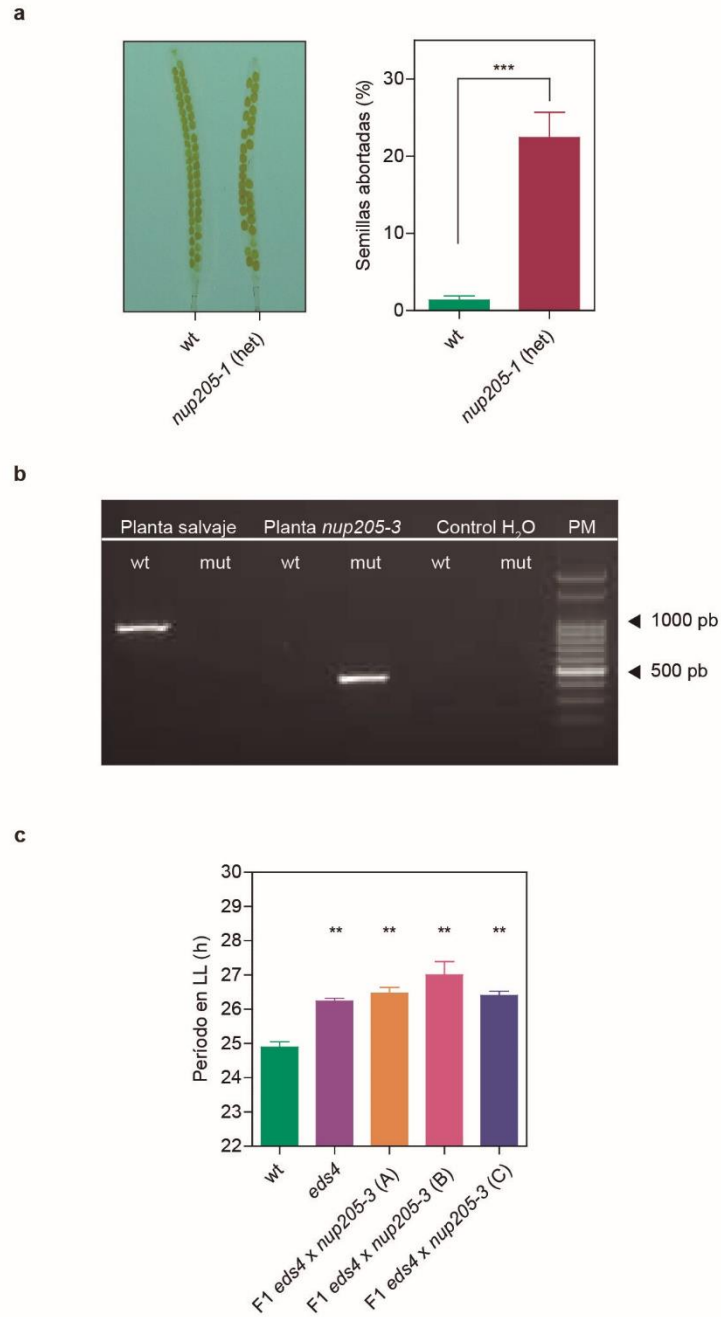 a
30
20
10
0
Semillas abortadas (%)
***
wt
nup205-1 (het)
wt
nup205-1 (het)
b
Planta salvaje Planta nup205-3 Control H₂O PM
wt mut wt mut wt mut
1000 pb
500 pb
c
30
29
28
27
26
25
24
23
22
Período en LL (h)
** ** ** **
wt
eds4
F1 eds4 x nup205-3 (A)
F1 eds4 x nup205-3 (B)
F1 eds4 x nup205-3 (C)